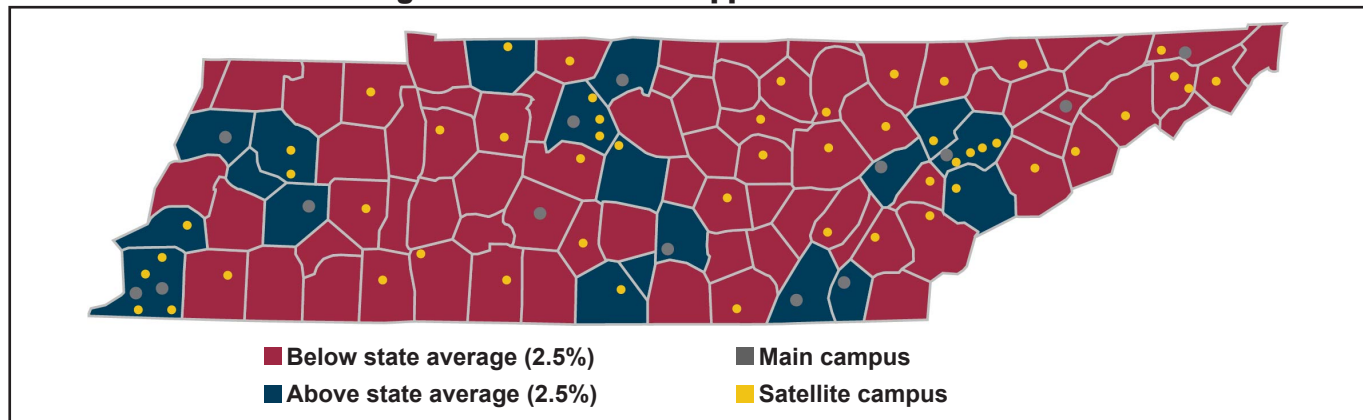 Below state average (2.5%)
Main campus
Above state average (2.5%)
Satellite campus